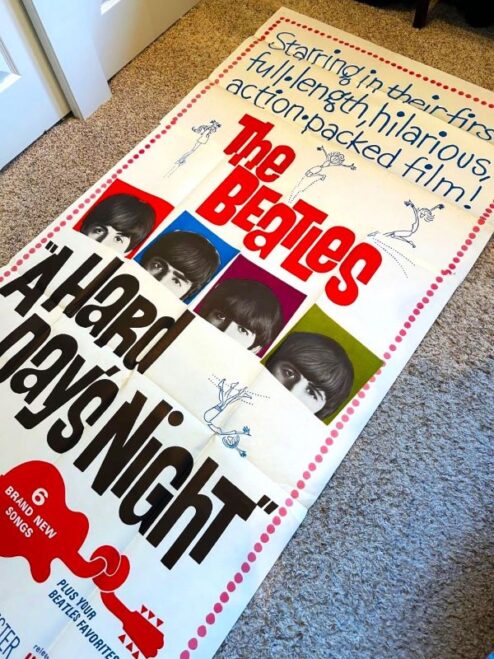 Starring in their first
full-length, hilarious,
action-packed film!
The
BEATLES
"A Hard
Day's Night"
6
BRAND NEW
SONGS
PLUS YOUR
BEATLES FAVORITES